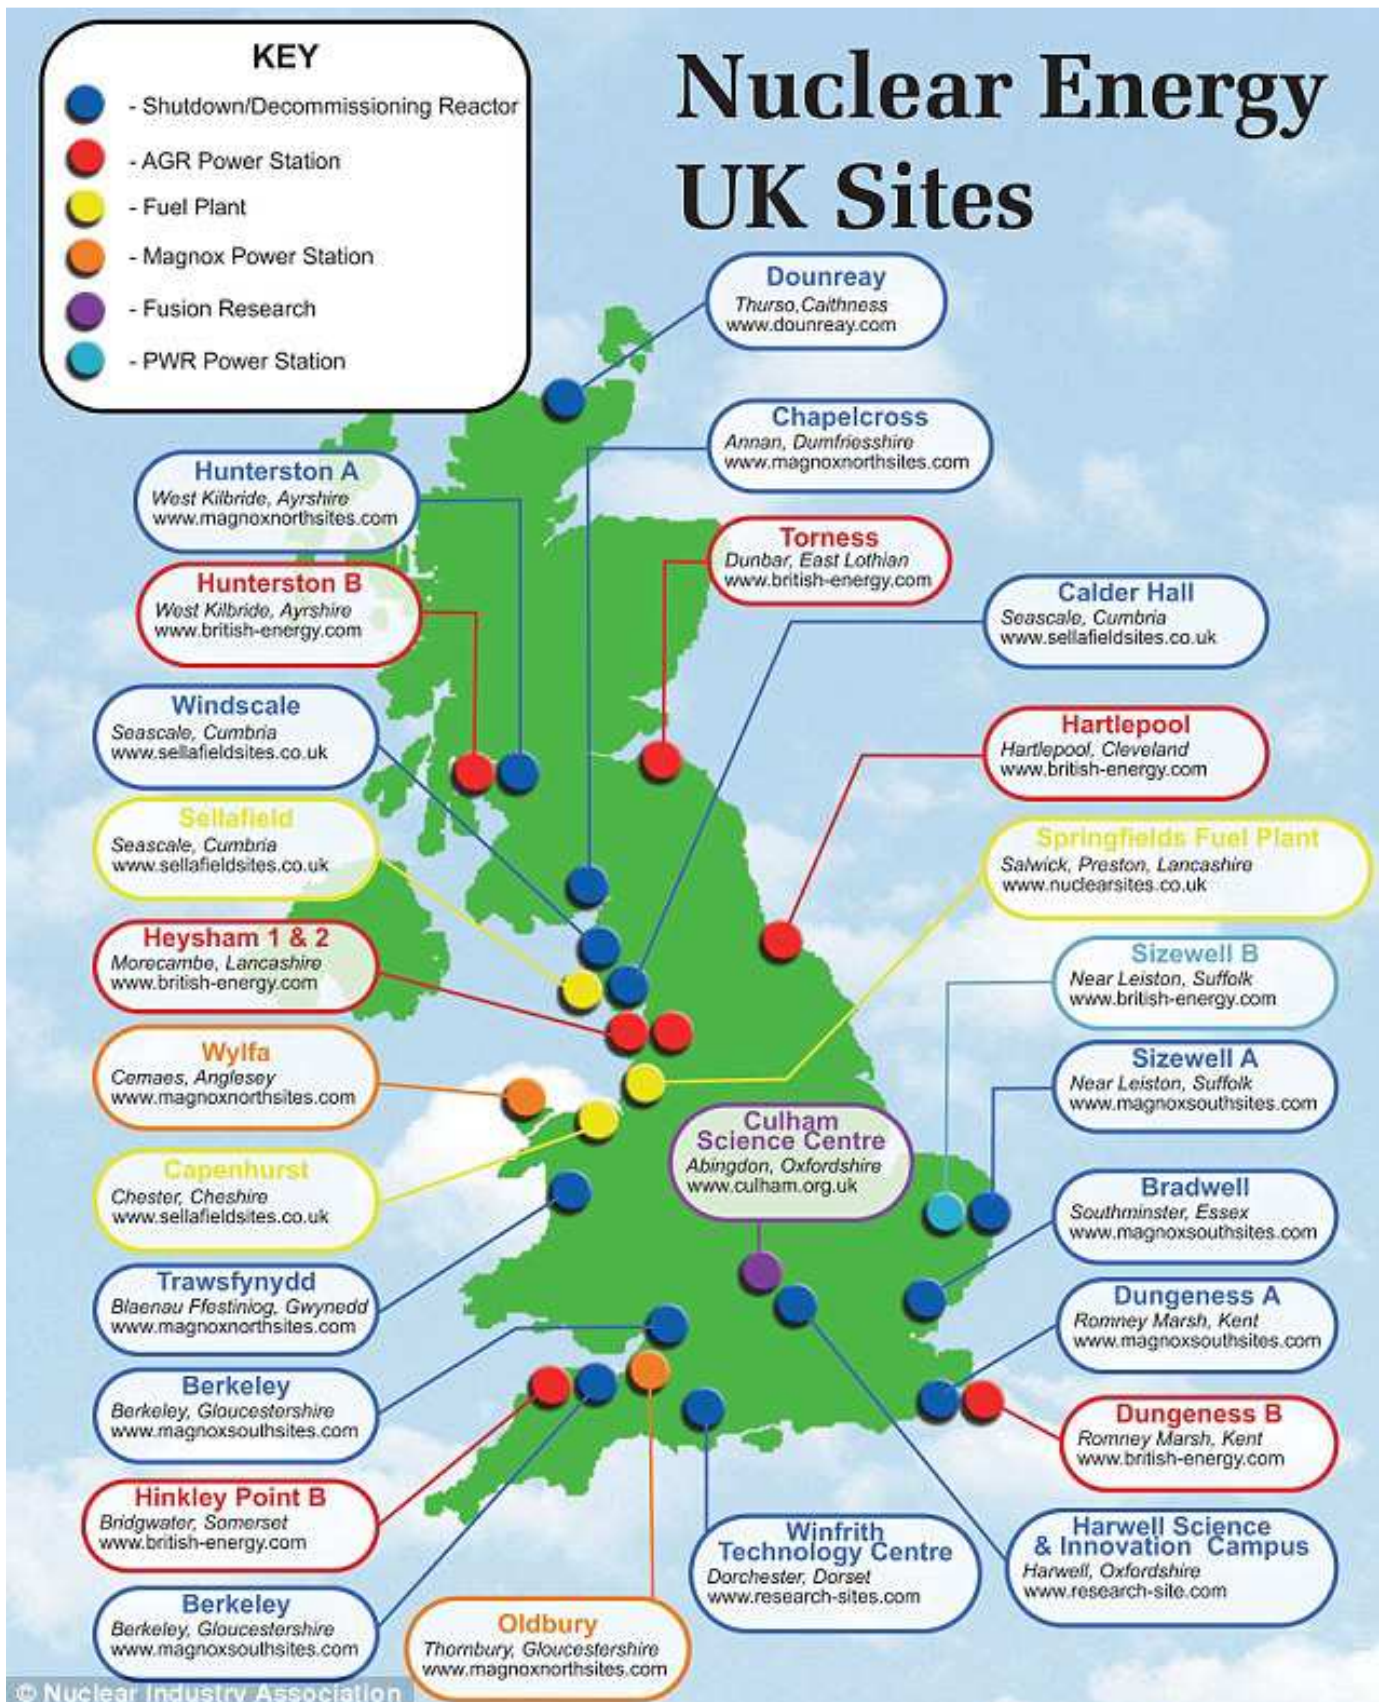 KEY
- Shutdown/Decommissioning Reactor
- AGR Power Station
- Fuel Plant
- Magnox Power Station
- Fusion Research
- PWR Power Station
Nuclear Energy
UK Sites
Dounreay
Thurso,Caithness
www.dounreay.com
Chapelcross
Annan, Dumfriesshire
www.magnoxnorthsites.com
Hunterston A
West Kilbride, Ayrshire
www.magnoxnorthsites.com
Torness
Dunbar, East Lothian
www.british-energy.com
Hunterston B
West Kilbride, Ayrshire
www.british-energy.com
Calder Hall
Seascale, Cumbria
www.sellafieldsites.co.uk
Windscale
Seascale, Cumbria
www.sellafieldsites.co.uk
Hartlepool
Hartlepool, Cleveland
www.british-energy.com
Sellafield
Seascale, Cumbria
www.sellafieldsites.co.uk
Springfields Fuel Plant
Salwick, Preston, Lancashire
www.nuclearsites.co.uk
Heysham 1 & 2
Morecambe, Lancashire
www.british-energy.com
Sizewell B
Near Leiston, Suffolk
www.british-energy.com
Wylfa
Cemaes, Anglesey
www.magnoxnorthsites.com
Sizewell A
Near Leiston, Suffolk
www.magnoxsouthsites.com
Culham
Science Centre
Abingdon, Oxfordshire
www.culham.org.uk
Capenhurst
Chester, Cheshire
www.sellafieldsites.co.uk
Bradwell
Southminster, Essex
www.magnoxsouthsites.com
Trawsfynydd
Blaenau Ffestiniog, Gwynedd
www.magnoxnorthsites.com
Dungeness A
Romney Marsh, Kent
www.magnoxsouthsites.com
Berkeley
Berkeley, Gloucestershire
www.magnoxsouthsites.com
Dungeness B
Romney Marsh, Kent
www.british-energy.com
Hinkley Point B
Bridgwater, Somerset
www.british-energy.com
Winfrith
Technology Centre
Dorchester, Dorset
www.research-sites.com
Harwell Science
& Innovation Campus
Harwell, Oxfordshire
www.research-site.com
Berkeley
Berkeley, Gloucestershire
www.magnoxsouthsites.com
Oldbury
Thornbury, Gloucestershire
www.magnoxnorthsites.com
© Nuclear Industry Association